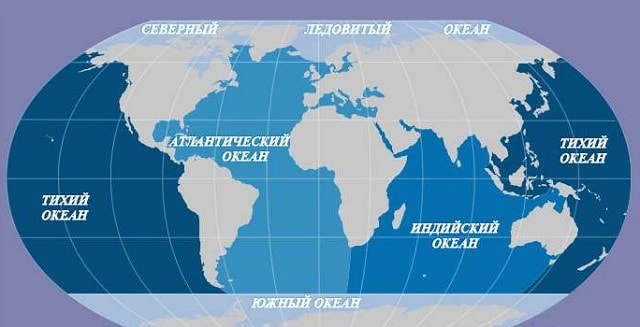 СЕВЕРНЫЙ ЛЕДОВИТЫЙ ОКЕАН
АТЛАНТИЧЕСКИЙ
ОКЕАН
ТИХИЙ
ОКЕАН
ТИХИЙ
ОКЕАН
ИНДИЙСКИЙ
ОКЕАН
ЮЖНЫЙ ОКЕАН